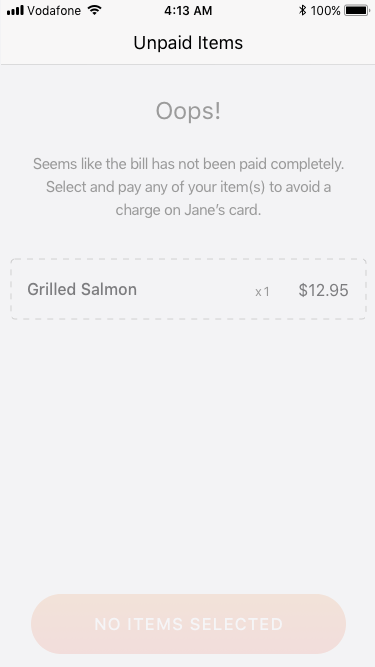 Vodafone 4:13 AM 100%
Unpaid Items
Oops!
Seems like the bill has not been paid completely.
Select and pay any of your item(s) to avoid a
charge on Jane’s card.
Grilled Salmon x1 $12.95
NO ITEMS SELECTED